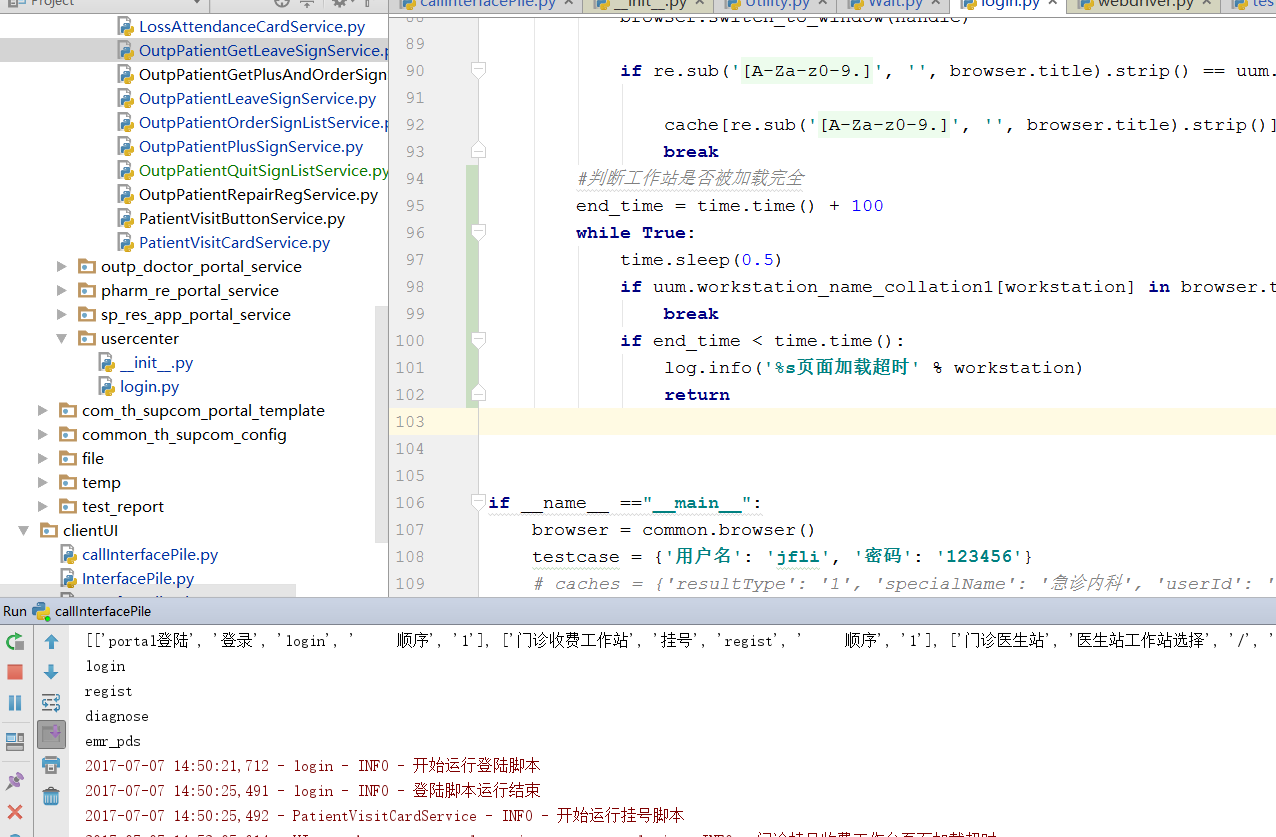 Project
callInterfacePile.py
__init__.py
Utility.py
Wait.py
login.py
webdriver.py
LossAttendanceCardService.py
OutpPatientGetLeaveSignService.p
OutpPatientGetPlusAndOrderSign
OutpPatientLeaveSignService.py
OutpPatientOrderSignListService.p
OutpPatientPlusSignService.py
OutpPatientQuitSignListService.py
OutpPatientRepairRegService.py
PatientVisitButtonService.py
PatientVisitCardService.py
outp_doctor_portal_service
pharm_re_portal_service
sp_res_app_portal_service
usercenter
__init__.py
login.py
com_th_supcom_portal_template
common_th_supcom_config
file
temp
test_report
clientUI
callInterfacePile.py
InterfacePile.py
88 browser.switch_to_window(handle)
89
90 if re.sub('[A-Za-z0-9.]', '', browser.title).strip() == uum.
91
92 cache[re.sub('[A-Za-z0-9.]', '', browser.title).strip()]
93 break
94 #判断工作站是否被加载完全
95 end_time = time.time() + 100
96 while True:
97 time.sleep(0.5)
98 if uum.workstation_name_collation1[workstation] in browser.t
99 break
100 if end_time < time.time():
101 log.info('%s页面加载超时' % workstation)
102 return
103
104
105
106 if __name__ =="__main__":
107 browser = common.browser()
108 testcase = {'用户名': 'jfli', '密码': '123456'}
109 # caches = {'resultType': '1', 'specialName': '急诊内科', 'userId': '
Run callInterfacePile
[['portal登陆', '登录', 'login', '     顺序', '1'], ['门诊收费工作站', '挂号', 'regist', '     顺序', '1'], ['门诊医生站', '医生站工作站选择', '/', '
login
regist
diagnose
emr_pds
2017-07-07 14:50:21,712 - login - INFO - 开始运行登陆脚本
2017-07-07 14:50:25,491 - login - INFO - 登陆脚本运行结束
2017-07-07 14:50:25,492 - PatientVisitCardService - INFO - 开始运行挂号脚本